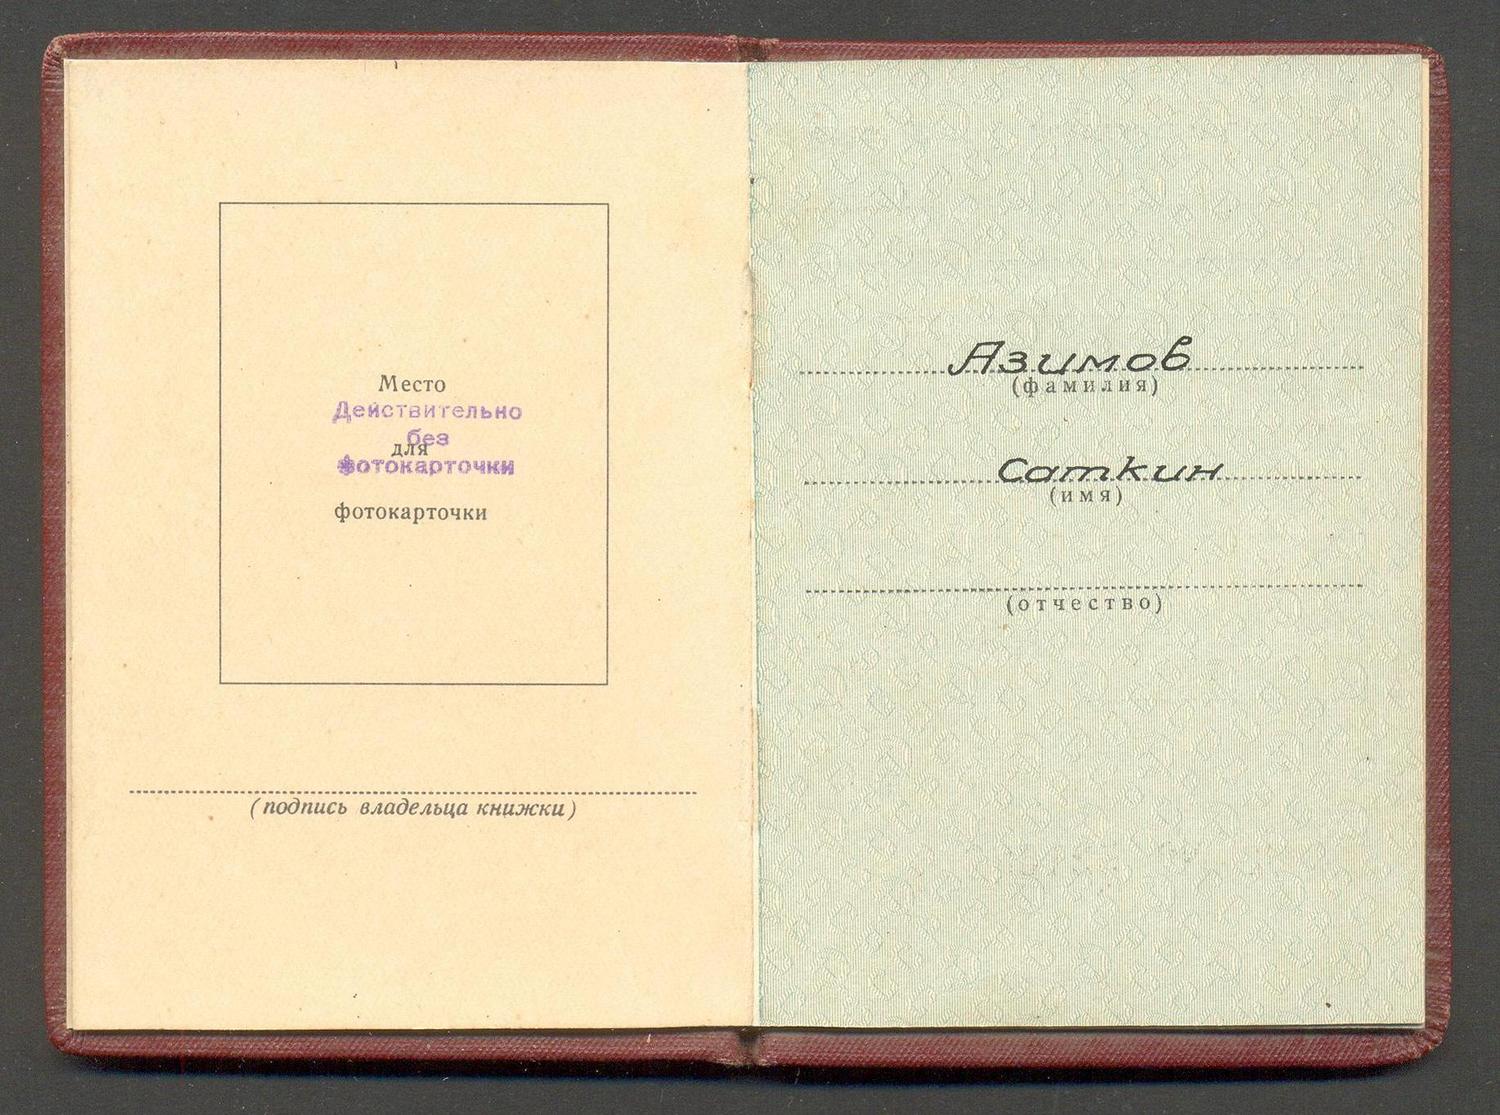 Место
Действительно
без
для
фотокарточки
фотокарточки
(подпись владельца книжки)
Азимов
(фамилия)
Саткин
(имя)
(отчество)